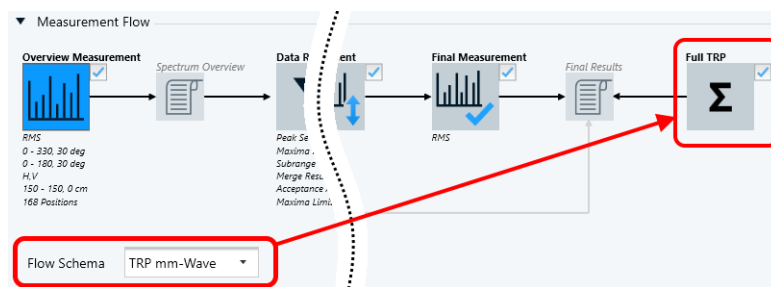 Measurement Flow
Overview Measurement
Spectrum Overview
Data R
ment
Final Measurement
Final Results
Full TRP
Σ
RMS
0 - 330, 30 deg
0 - 180, 30 deg
H,V
150 - 150, 0 cm
168 Positions
Peak Se
Maxima
Subrange
Merge Resu
Acceptance
Maxima Limi
RMS
Flow Schema
TRP mm-Wave